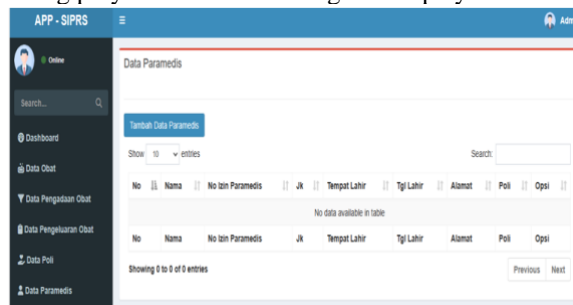 APP - SIPRS
Adm
Online
Data Paramedis
Search...
Tambah Data Paramedis
Dashboard
Show 10 entries
Search:
Data Obat
No Nama No Izin Paramedis Jk Tempat Lahir Tgl Lahir Alamat Poli Opsi
Data Pengadaan Obat
No data available in table
Data Pengeluaran Obat
No Nama No Izin Paramedis Jk Tempat Lahir Tgl Lahir Alamat Poli Opsi
Data Poli
Showing 0 to 0 of 0 entries
Previous Next
Data Paramedis